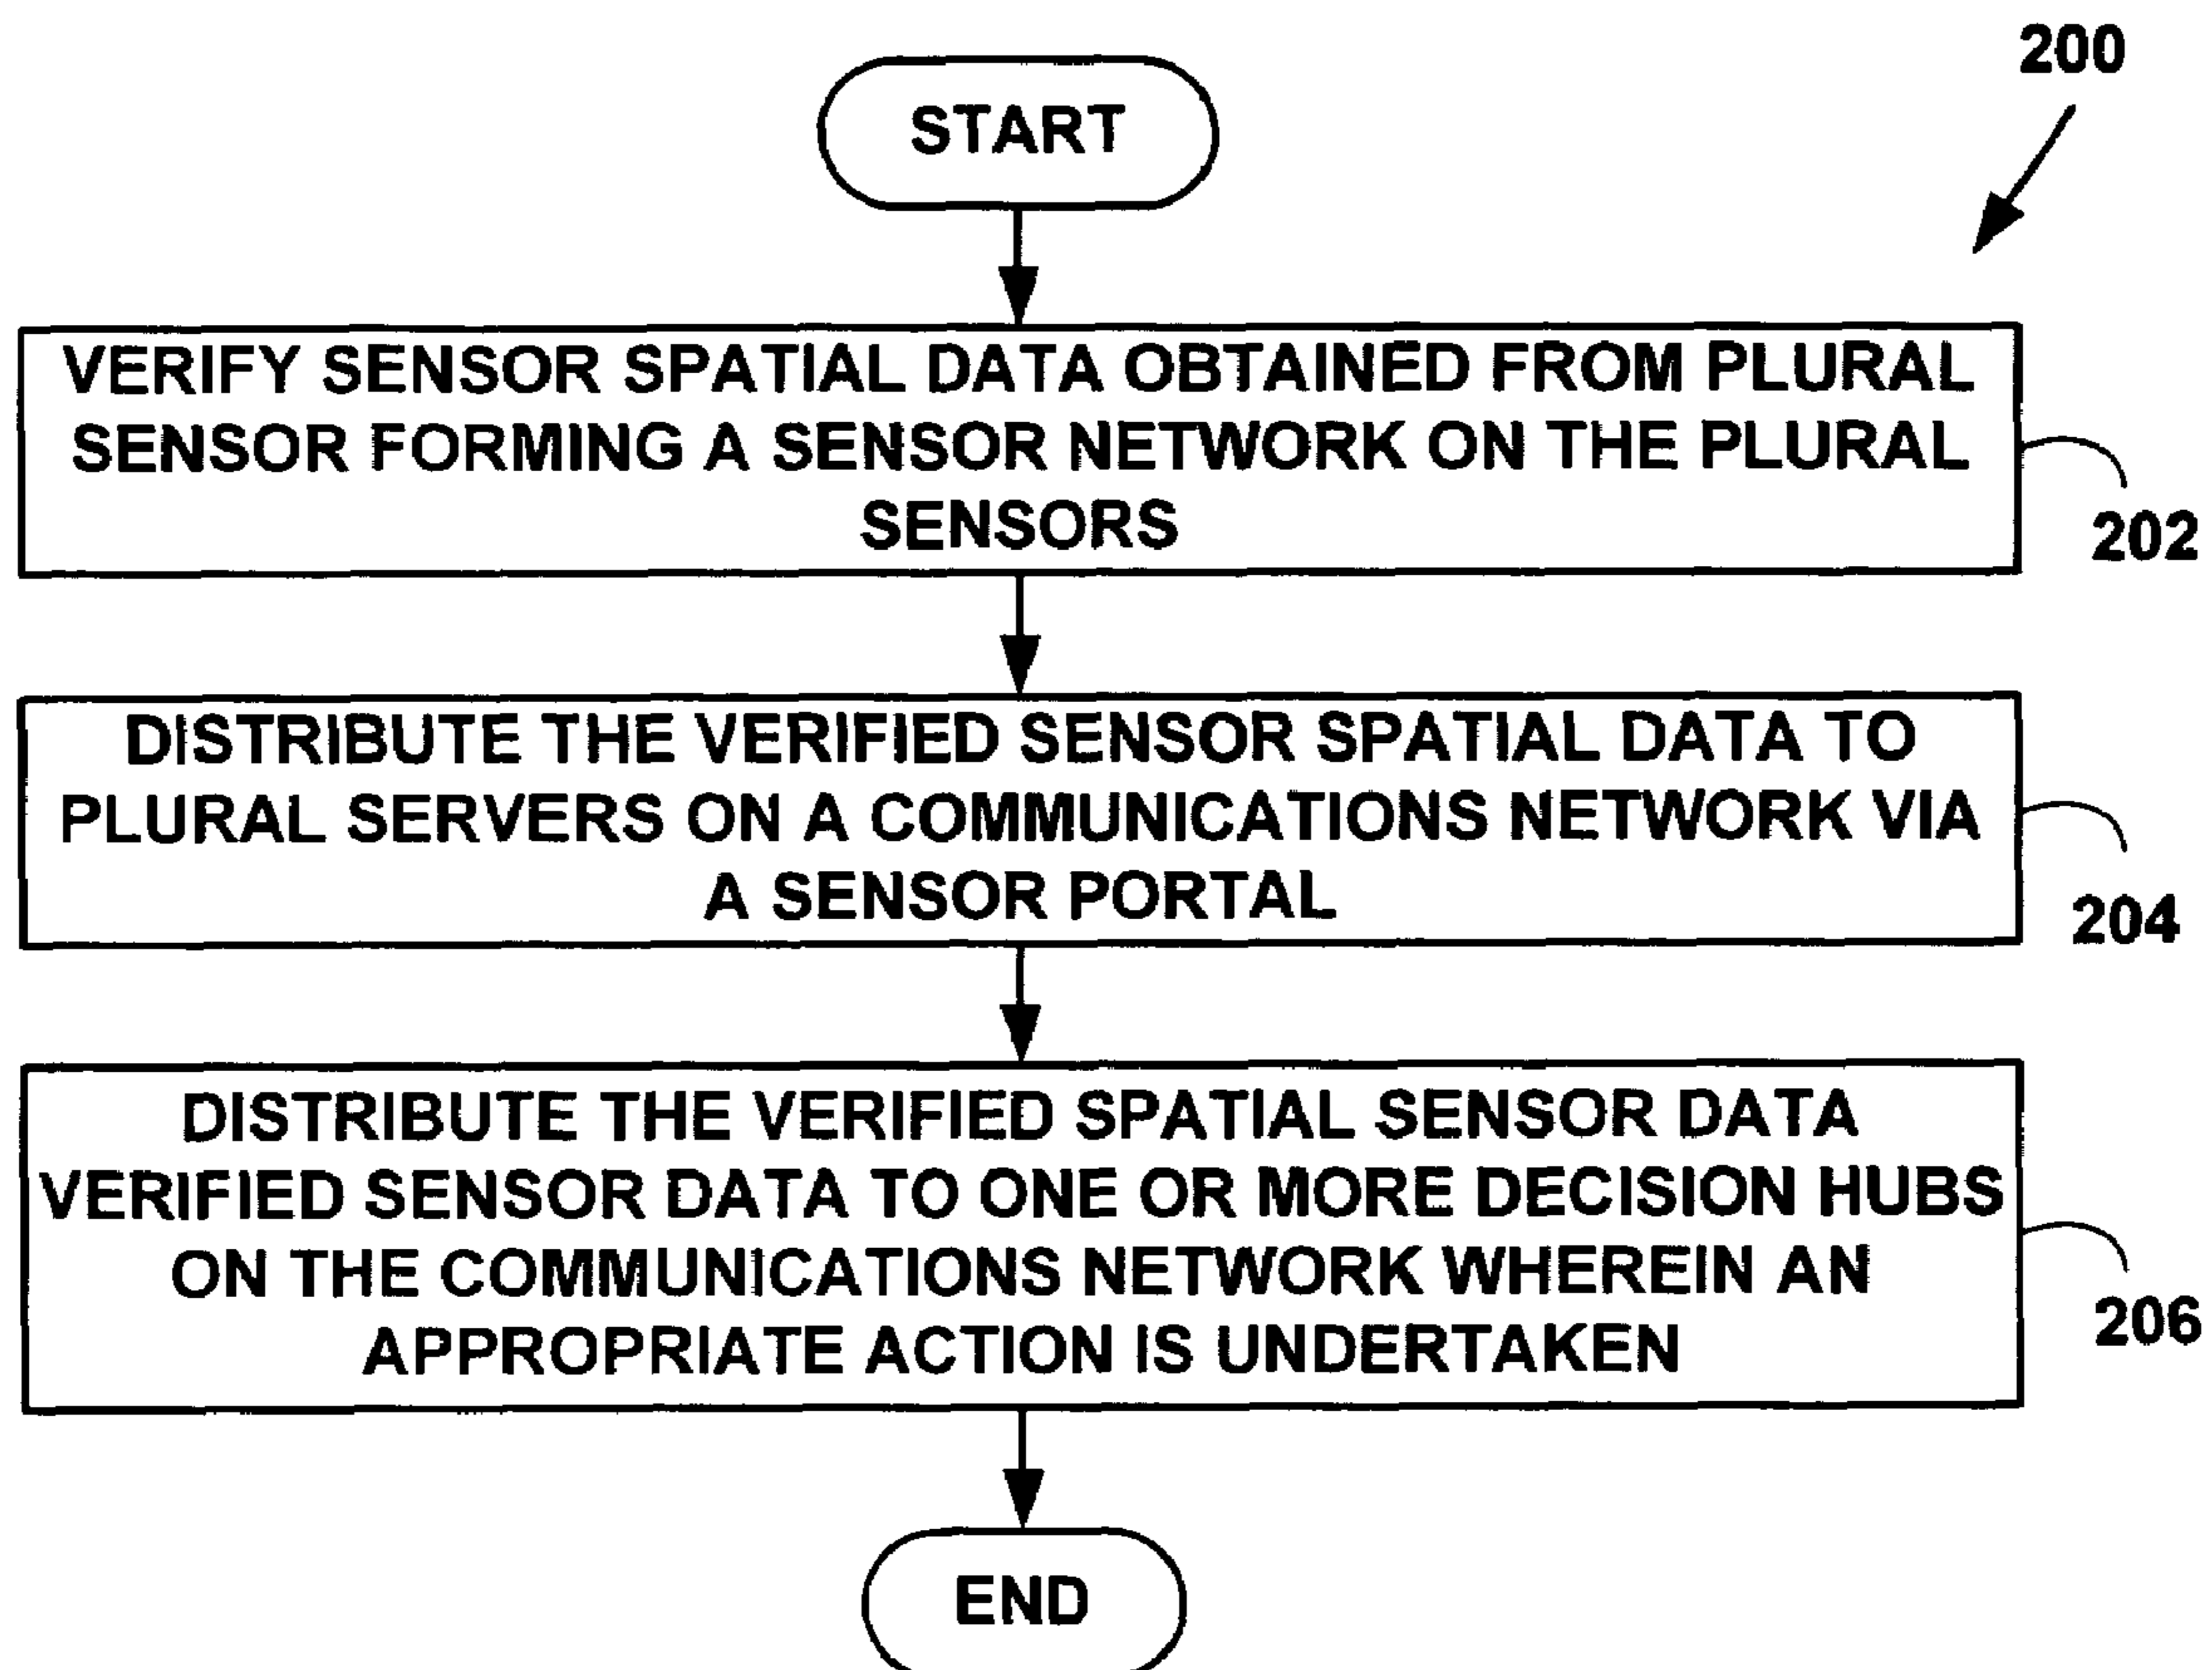 200
START
VERIFY SENSOR SPATIAL DATA OBTAINED FROM PLURAL
SENSOR FORMING A SENSOR NETWORK ON THE PLURAL
SENSORS
202
DISTRIBUTE THE VERIFIED SENSOR SPATIAL DATA TO
PLURAL SERVERS ON A COMMUNICATIONS NETWORK VIA
A SENSOR PORTAL
204
DISTRIBUTE THE VERIFIED SPATIAL SENSOR DATA
VERIFIED SENSOR DATA TO ONE OR MORE DECISION HUBS
ON THE COMMUNICATIONS NETWORK WHEREIN AN
APPROPRIATE ACTION IS UNDERTAKEN
206
END